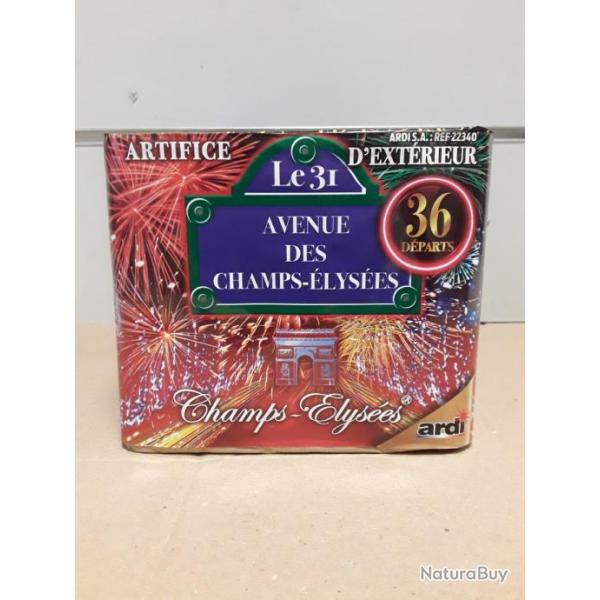 ARDI S.A. : REF 22340
ARTIFICE D'EXTÉRIEUR
Le 31
AVENUE
DES
CHAMPS-ÉLYSÉES
36
DÉPARTS
Champs-Elysées®
ardi
NaturaBuy